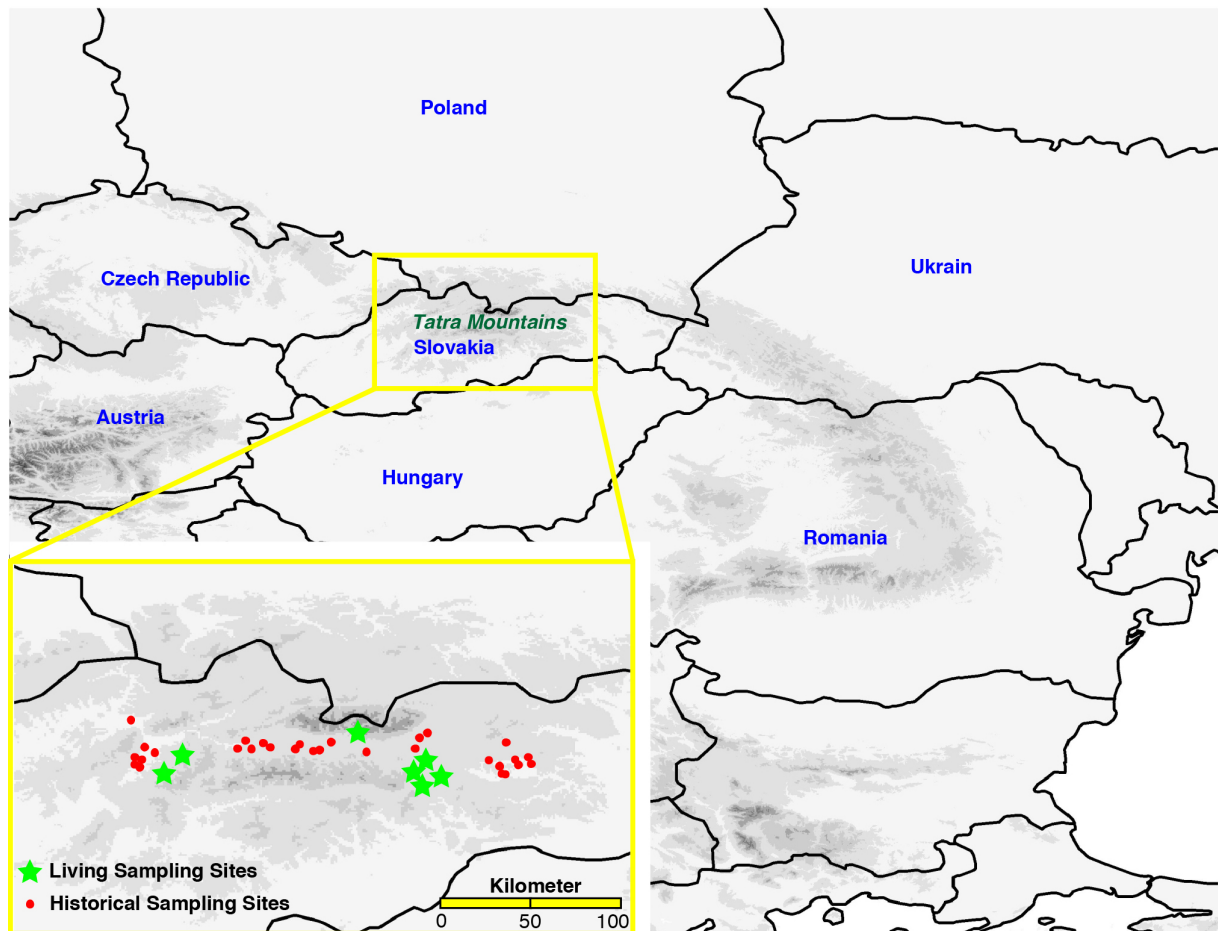 Poland
Czech Republic
Ukrain
Tatra Mountains
Slovakia
Austria
Hungary
Romania
Living Sampling Sites
Historical Sampling Sites
Kilometer
0 50 100